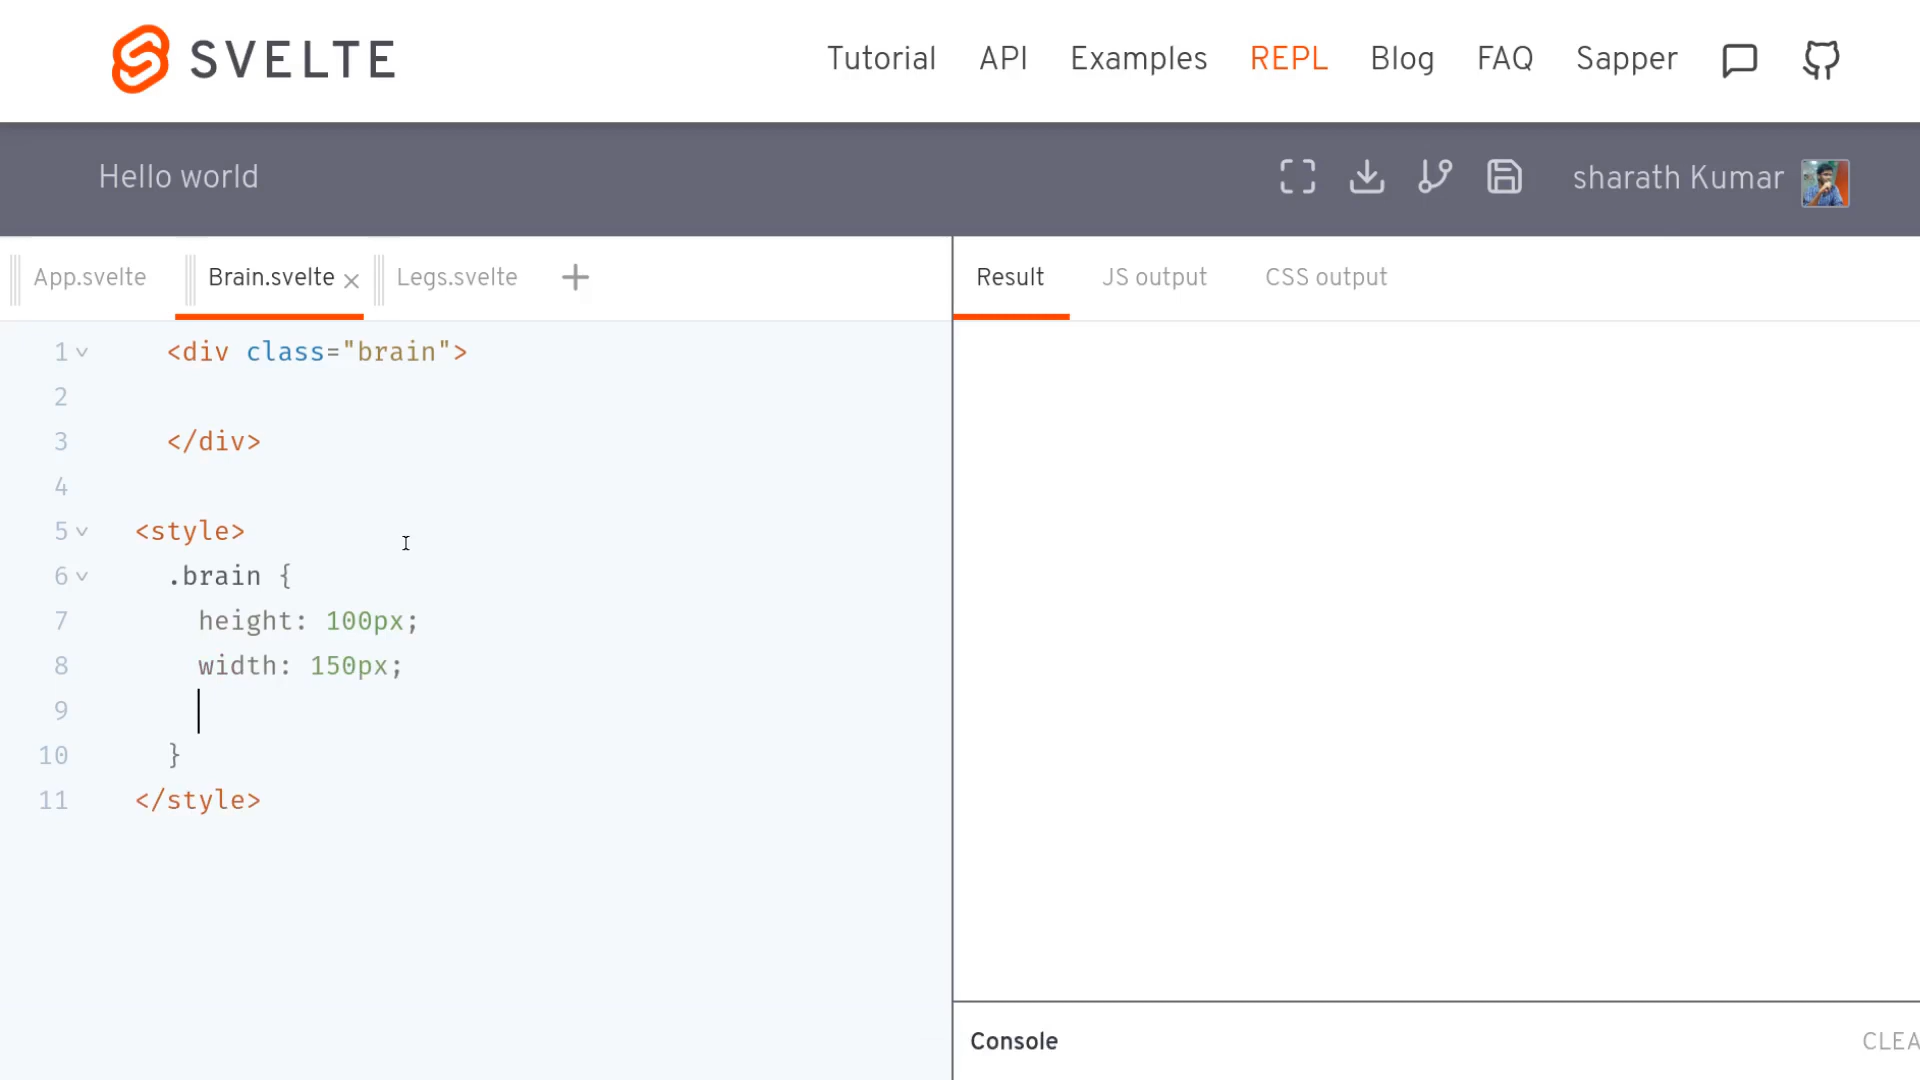 SVELTE
Tutorial API Examples REPL Blog FAQ Sapper
Hello world
sharath Kumar
App.svelte Brain.svelte Legs.svelte
Result JS output CSS output
1 <div class="brain">
2
3 </div>
4
5 <style>
6 .brain {
7 height: 100px;
8 width: 150px;
9
10 }
11 </style>
Console
CLEA